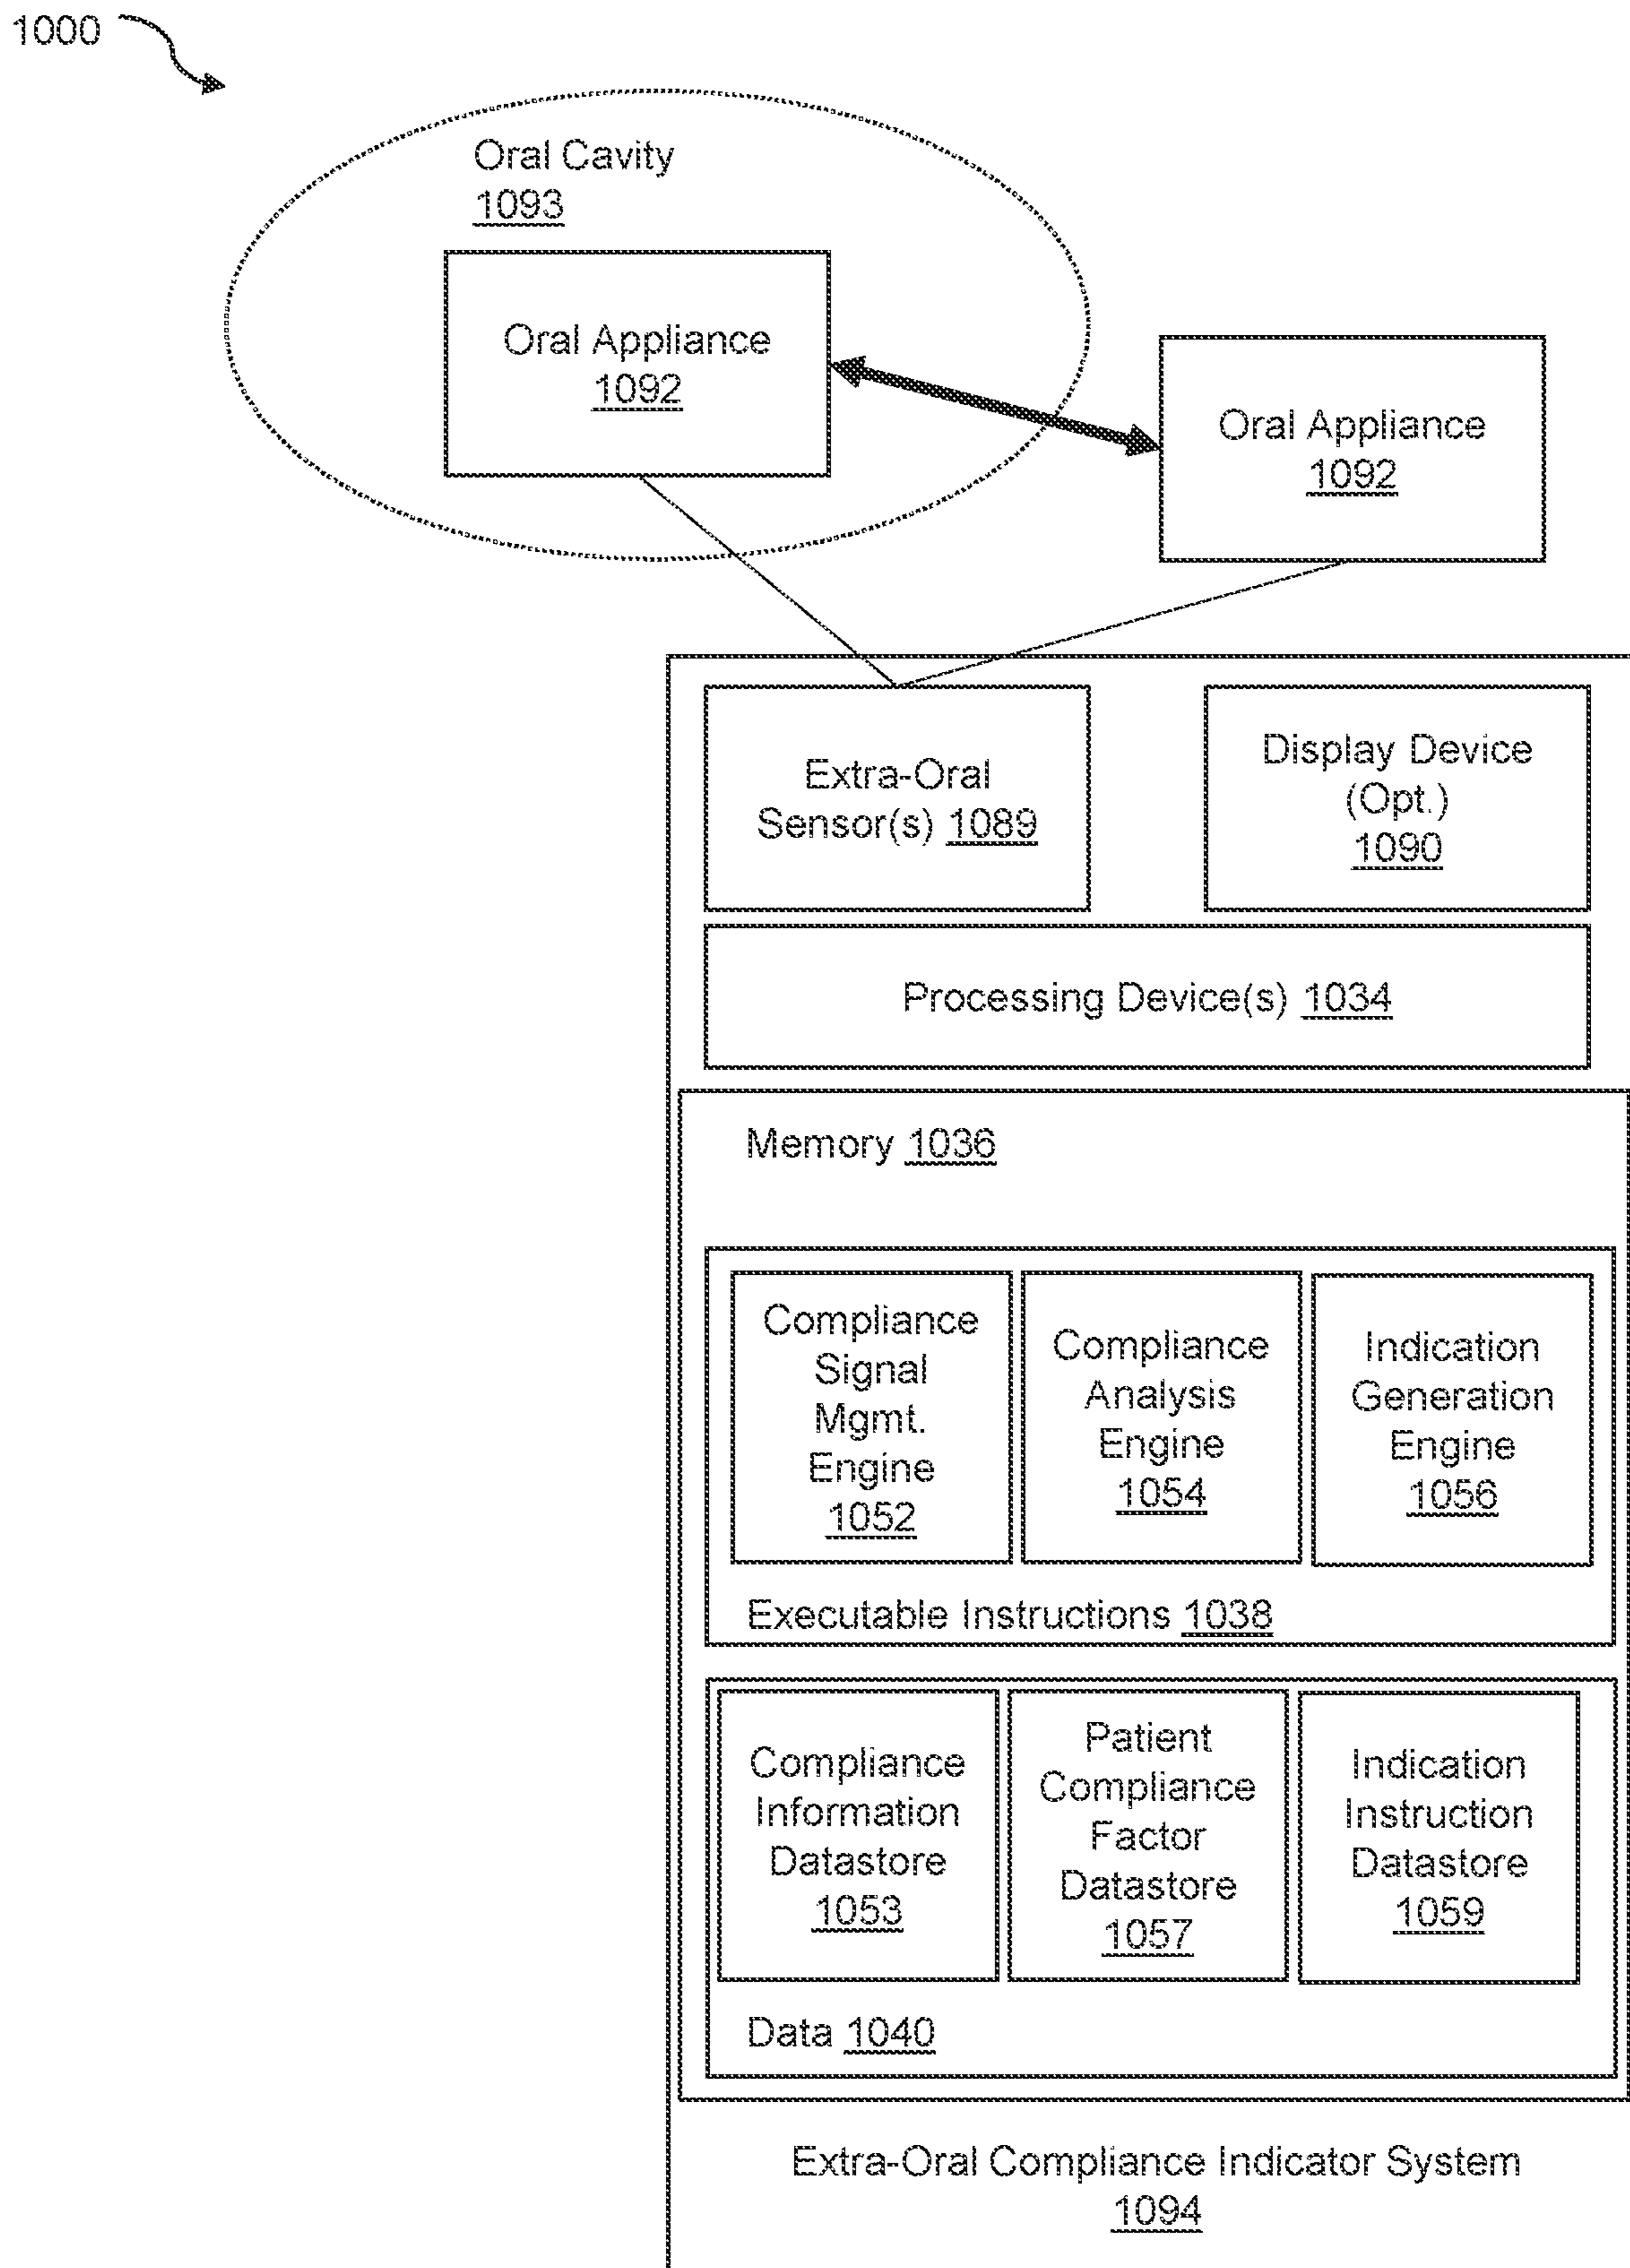 1000
Oral Cavity
1093
Oral Appliance
1092
Oral Appliance
1092
Extra-Oral
Sensor(s) 1089
Display Device
(Opt.)
1090
Processing Device(s) 1034
Memory 1036
Compliance
Signal
Mgmt.
Engine
1052
Compliance
Analysis
Engine
1054
Indication
Generation
Engine
1056
Executable Instructions 1038
Compliance
Information
Datastore
1053
Patient
Compliance
Factor
Datastore
1057
Indication
Instruction
Datastore
1059
Data 1040
Extra-Oral Compliance Indicator System
1094